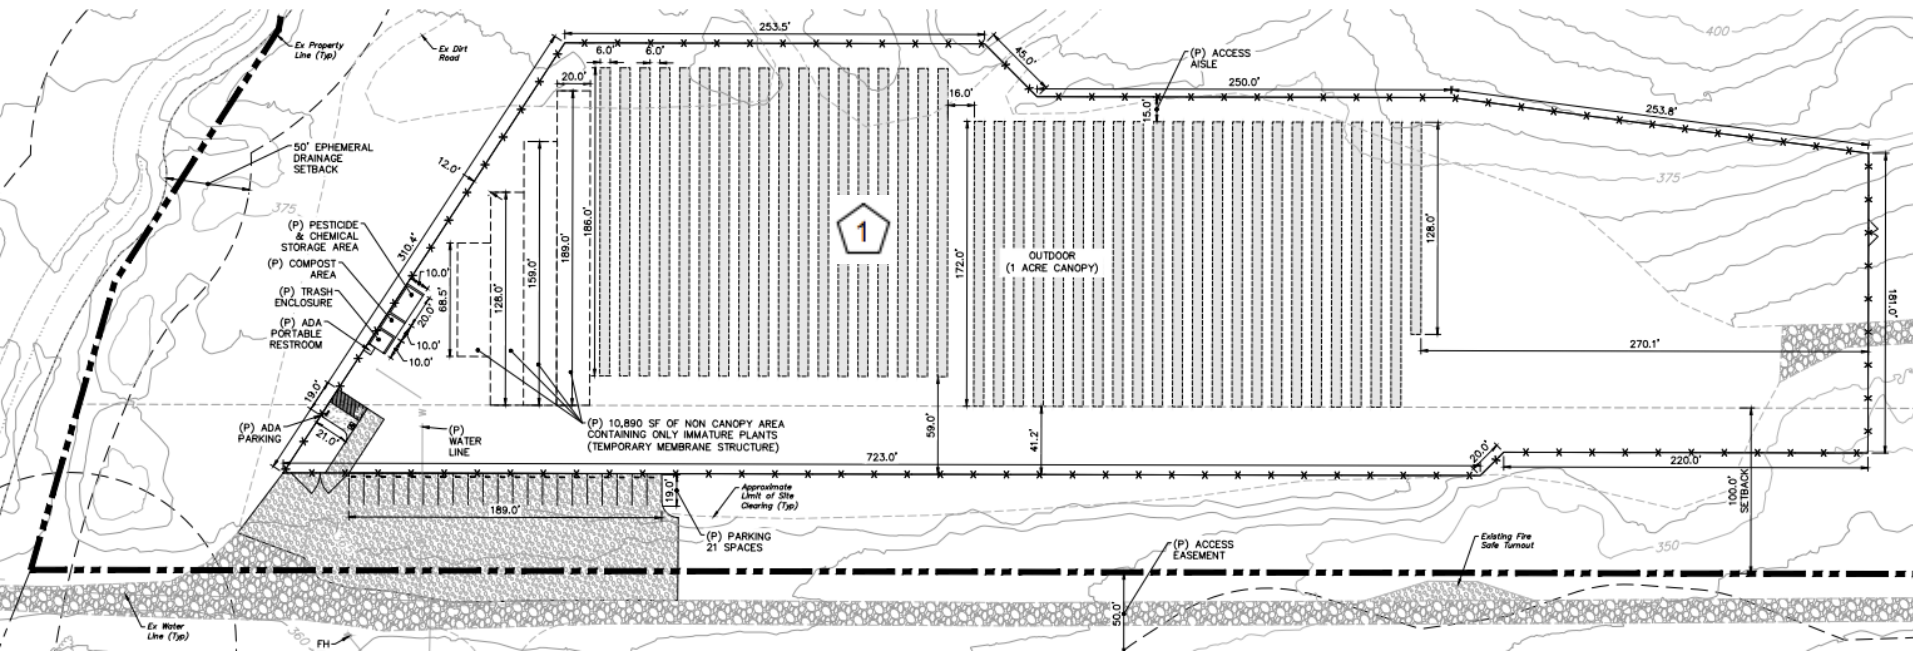 253.5'
Ex Property
Line (Typ)
Ex Dirt
Road
6.0'
6.0'
45.0'
(P) ACCESS
AISLE
400
20.0'
16.0'
250.0'
15.0'
253.8'
50' EPHEMERAL
DRAINAGE
SETBACK
12.0'
375
375
(P) PESTICIDE
& CHEMICAL
STORAGE AREA
310.4'
186.0'
189.0'
159.0'
128.0'
68.5'
1
172.0'
OUTDOOR
(1 ACRE CANOPY)
128.0'
181.0'
(P) COMPOST
AREA
10.0'
(P) TRASH
ENCLOSURE
20.0'
(P) ADA
PORTABLE
RESTROOM
10.0'
10.0'
270.1'
19.0'
(P) ADA
PARKING
21.0'
W
(P)
WATER
LINE
(P) 10,890 SF OF NON CANOPY AREA
CONTAINING ONLY IMMATURE PLANTS
(TEMPORARY MEMBRANE STRUCTURE)
59.0'
41.2'
723.0'
20.0'
220.0'
100.0'
SETBACK
189.0'
19.0'
Approximate
Limit of Site
Clearing (Typ)
(P) PARKING
21 SPACES
(P) ACCESS
EASEMENT
Existing Fire
Safe Turnout
350
50.0'
Ex Water
Line (Typ)
360
FH